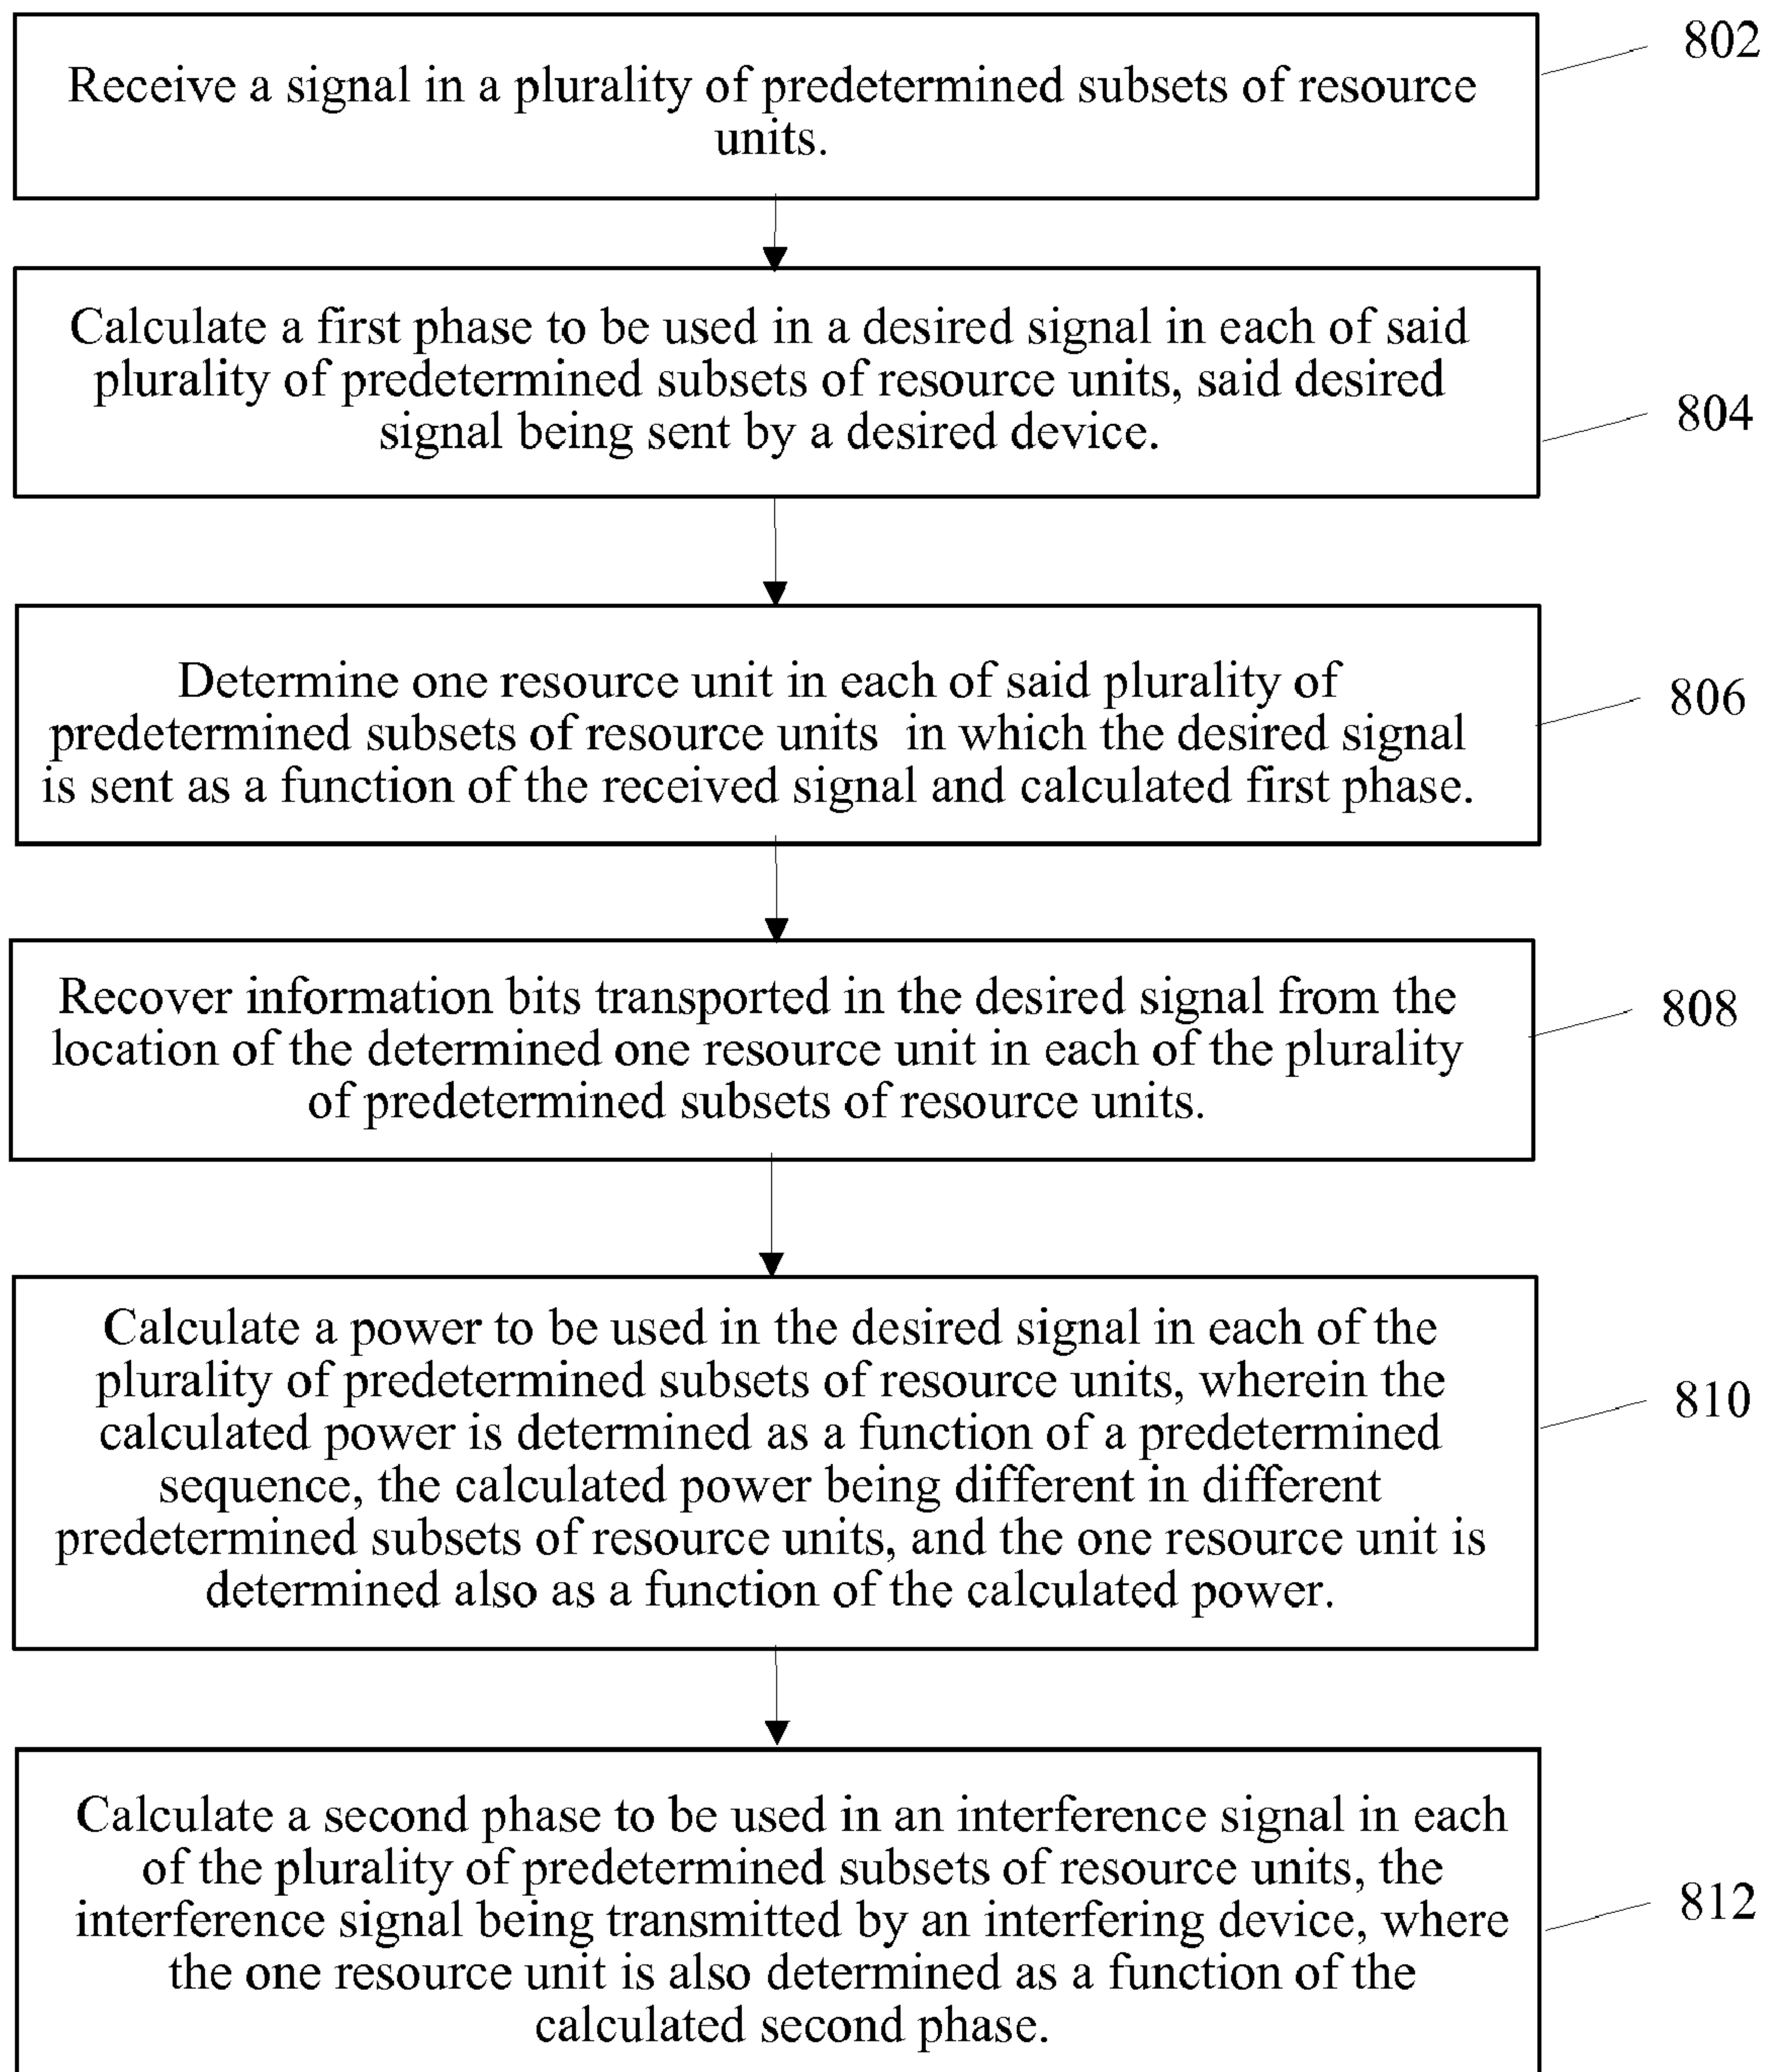 802
Receive a signal in a plurality of predetermined subsets of resource
units.
Calculate a first phase to be used in a desired signal in each of said
plurality of predetermined subsets of resource units, said desired
signal being sent by a desired device.
804
Determine one resource unit in each of said plurality of
predetermined subsets of resource units in which the desired signal
is sent as a function of the received signal and calculated first phase.
806
Recover information bits transported in the desired signal from the
location of the determined one resource unit in each of the plurality
of predetermined subsets of resource units.
808
Calculate a power to be used in the desired signal in each of the
plurality of predetermined subsets of resource units, wherein the
calculated power is determined as a function of a predetermined
sequence, the calculated power being different in different
predetermined subsets of resource units, and the one resource unit is
determined also as a function of the calculated power.
810
Calculate a second phase to be used in an interference signal in each
of the plurality of predetermined subsets of resource units, the
interference signal being transmitted by an interfering device, where
the one resource unit is also determined as a function of the
calculated second phase.
812